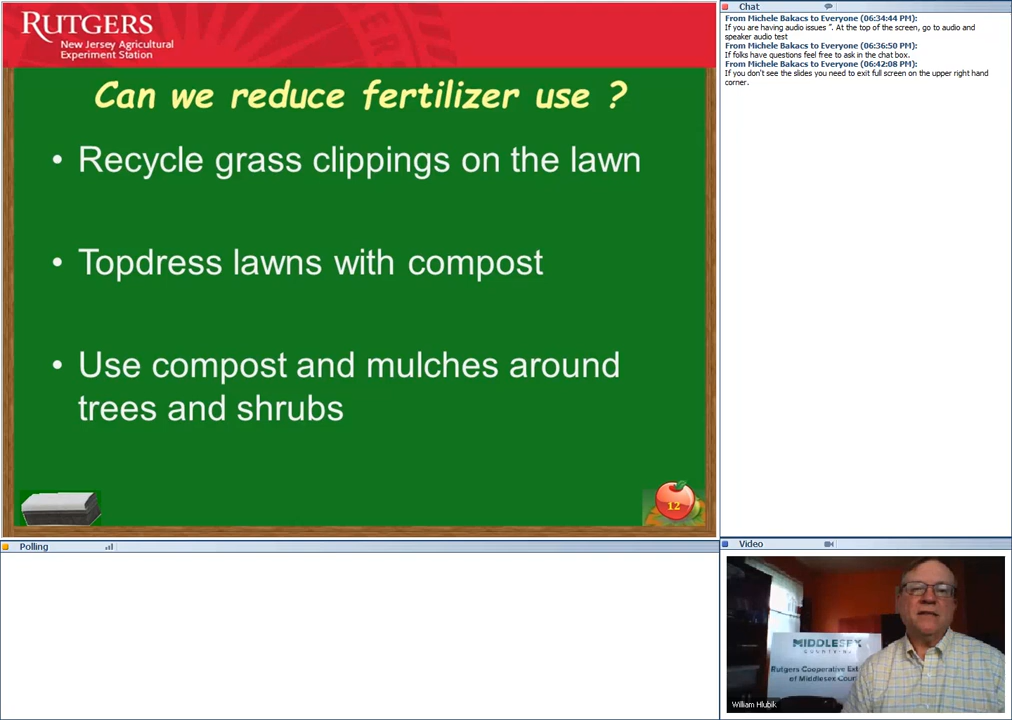 RUTGERS
New Jersey Agricultural
Experiment Station
Can we reduce fertilizer use ?
• Recycle grass clippings on the lawn
• Topdress lawns with compost
• Use compost and mulches around
trees and shrubs
12
Chat
From Michele Bakacs to Everyone (06:34:44 PM):
If you are having audio issues ". At the top of the screen, go to audio and
speaker audio test
From Michele Bakacs to Everyone (06:36:50 PM):
If folks have questions feel free to ask in the chat box.
From Michele Bakacs to Everyone (06:42:08 PM):
If you don't see the slides you need to exit full screen on the upper right hand
corner.
Polling
Video
MIDDLESEX
COUNTY
Rutgers Cooperative Ext
of Middlesex Coun
William Hlubik